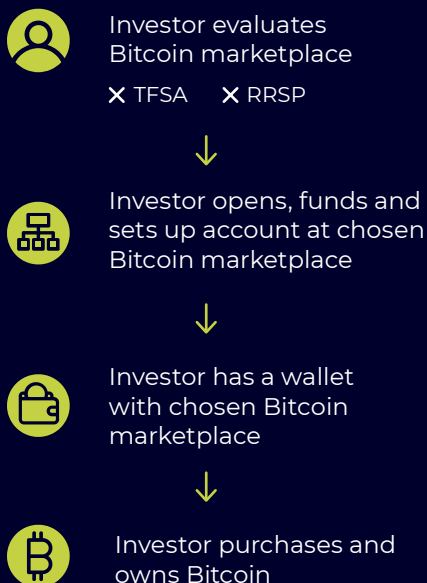 Investor evaluates
Bitcoin marketplace
TFSA RRSP
Investor opens, funds and
sets up account at chosen
Bitcoin marketplace
Investor has a wallet
with chosen Bitcoin
marketplace
Investor purchases and
owns Bitcoin